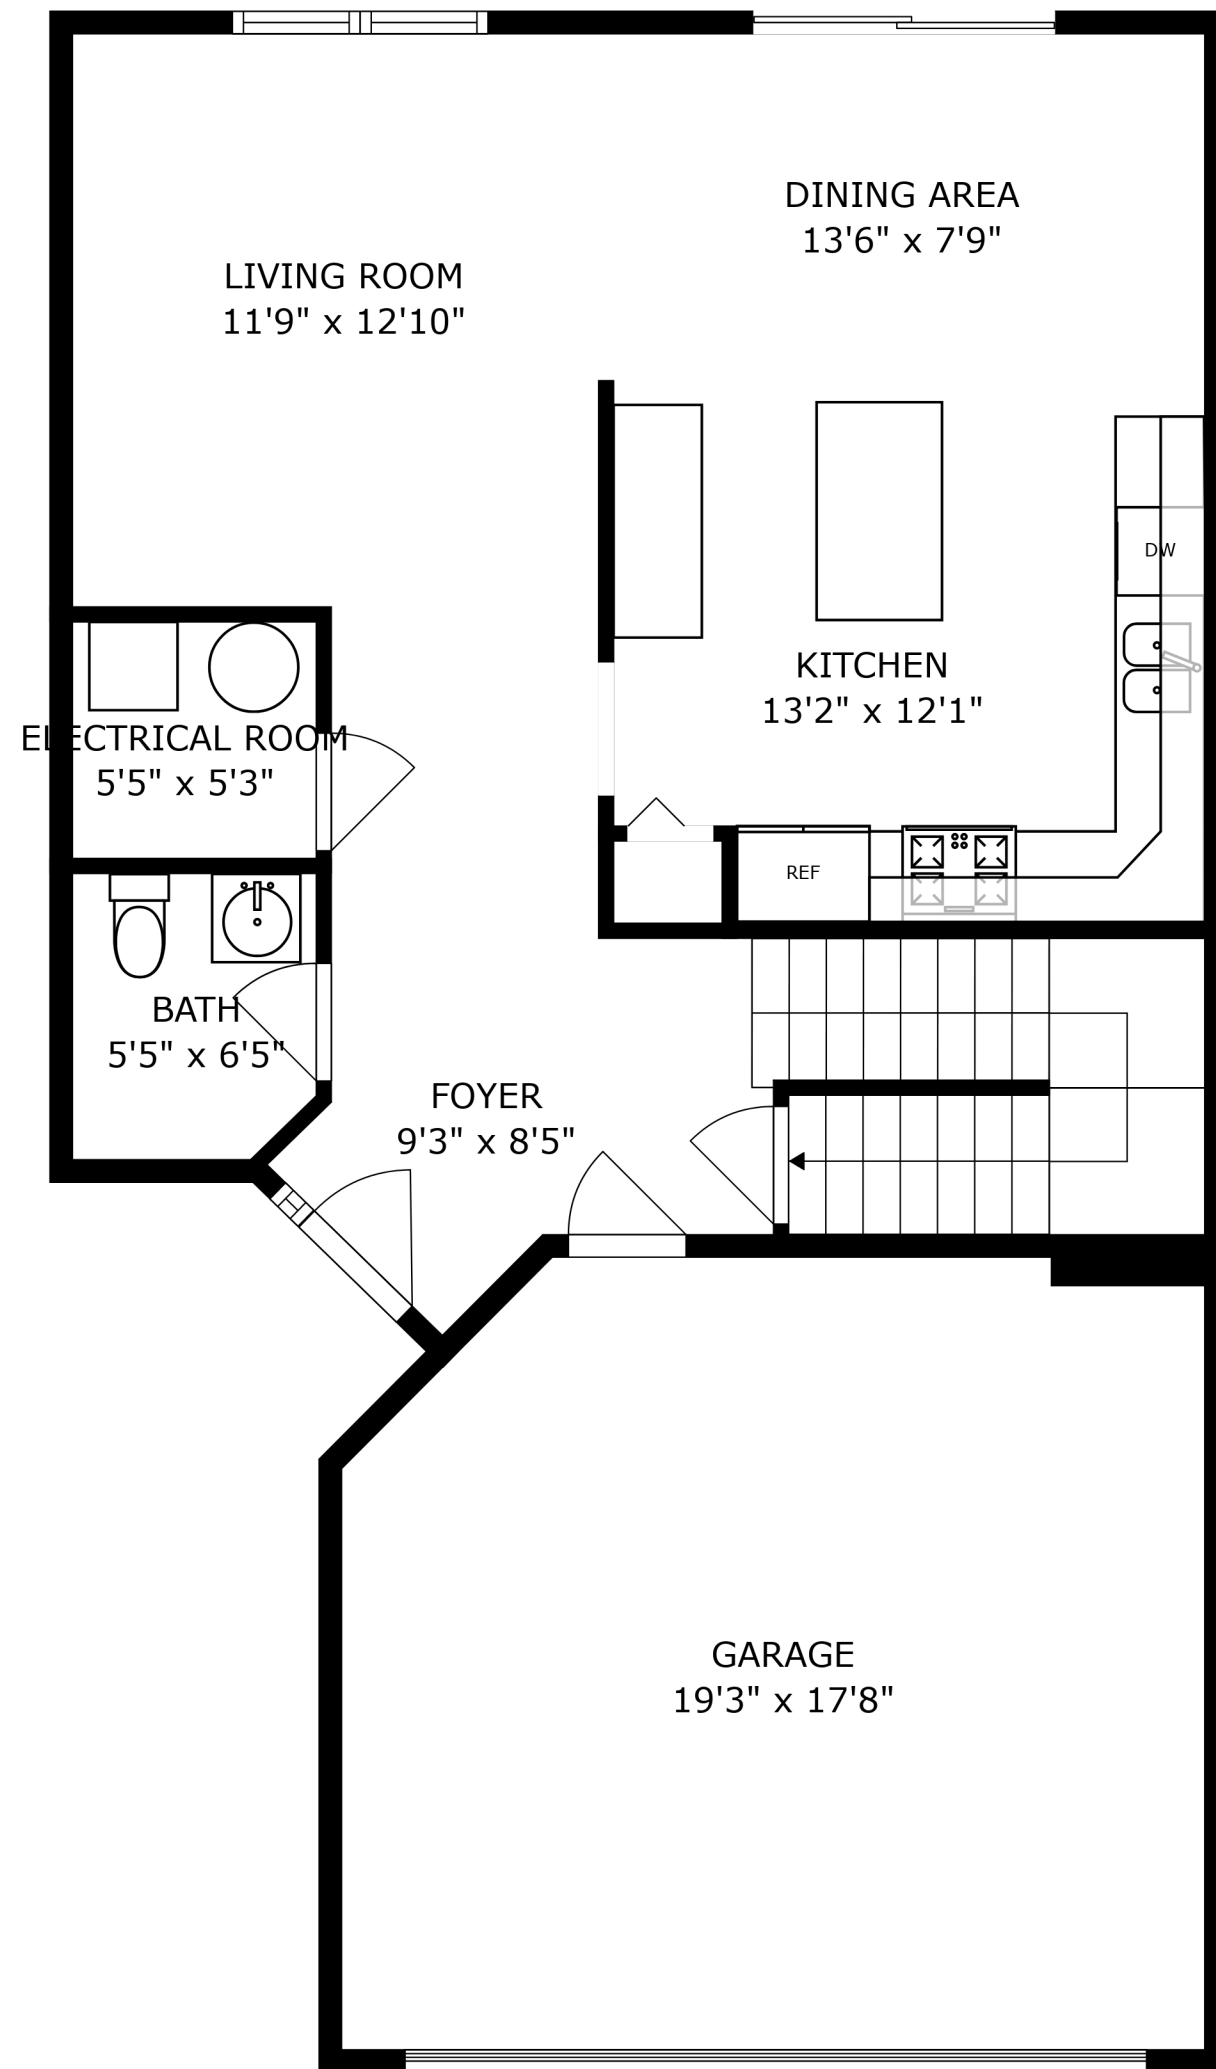 DINING AREA
13'6" x 7'9"
LIVING ROOM
11'9" x 12'10"
DW
KITCHEN
13'2" x 12'1"
ELECTRICAL ROOM
5'5" x 5'3"
REF
BATH
5'5" x 6'5"
FOYER
9'3" x 8'5"
GARAGE
19'3" x 17'8"